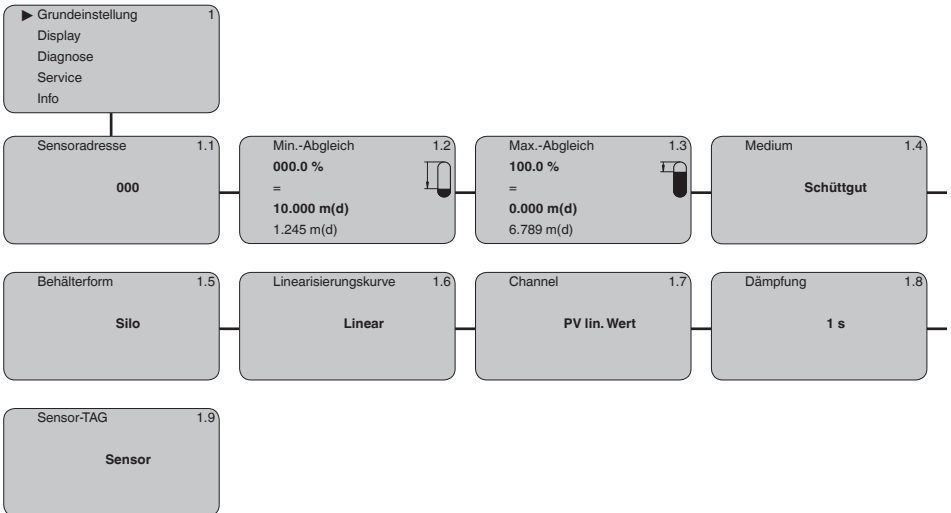 ▶ Grundeinstellung 1
Display
Diagnose
Service
Info
Sensoradresse 1.1
000
Min.-Abgleich 1.2
000.0 %
=
10.000 m(d)
1.245 m(d)
Max.-Abgleich 1.3
100.0 %
=
0.000 m(d)
6.789 m(d)
Medium 1.4
Schüttgut
Behälterform 1.5
Silo
Linearisierungskurve 1.6
Linear
Channel 1.7
PV lin. Wert
Dämpfung 1.8
1 s
Sensor-TAG 1.9
Sensor